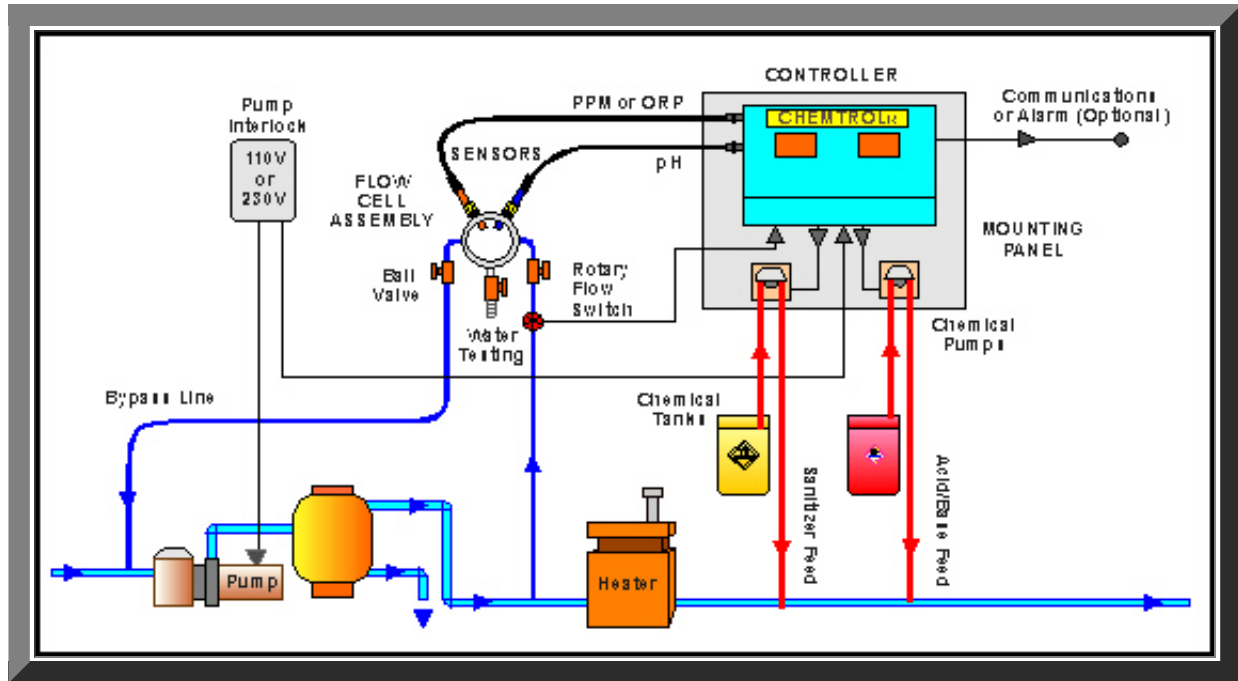 CONTROLLER
Pump
Interlock
110V
or
230V
PPM or ORP
CHEMTROL
Communications
or Alarm (Optional)
SENSORS
pH
FLOW
CELL
ASSEMBLY
MOUNTING
PANEL
Ball
Valve
Rotary
Flow
Switch
Water
Testing
Chemical
Pumps
Bypass Line
Chemical
Tanks
Sanitizer Feed
Acid/Base Feed
Pump
Heater